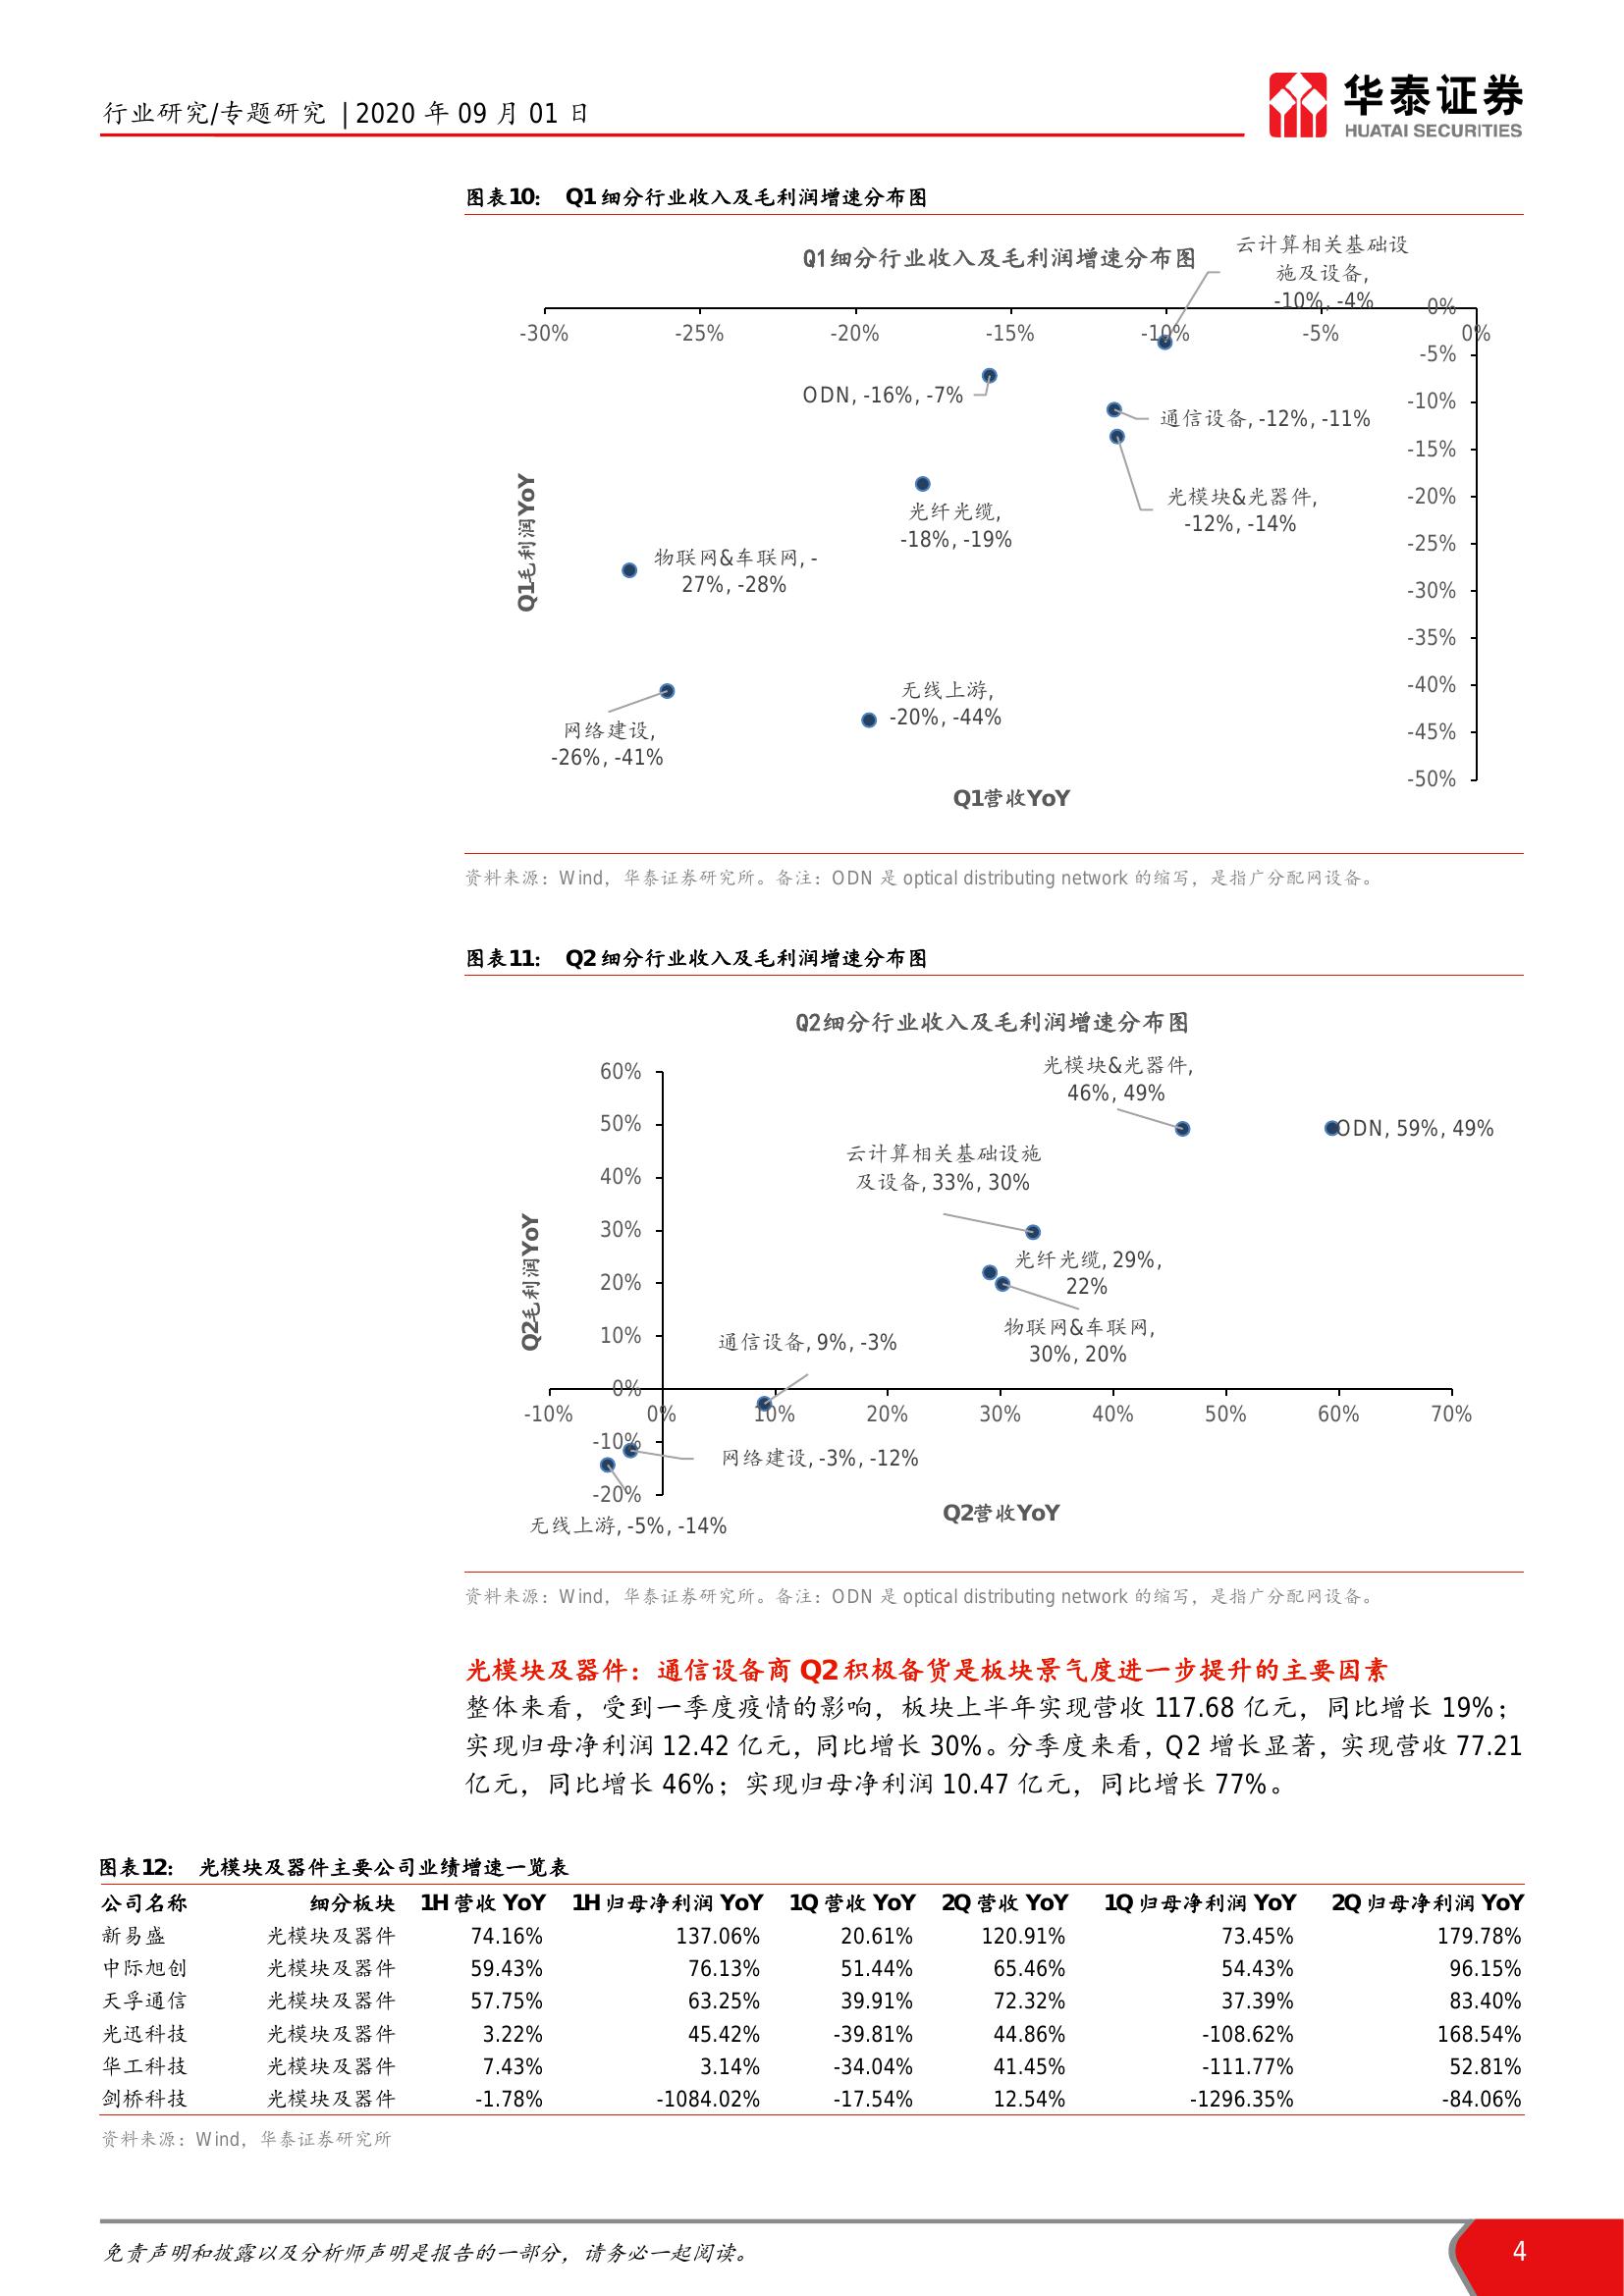 行业研究/专题研究 | 2020 年 09 月 01 日
华泰证券
HUATAI SECURITIES
图表10： Q1 细分行业收入及毛利润增速分布图
Q1细分行业收入及毛利润增速分布图
云计算相关基础设
施及设备,
-10%, -4%
0%
-30% -25% -20% -15% -10% -5% 0%
-5%
ODN, -16%, -7%
-10%
通信设备, -12%, -11%
-15%
光模块&光器件,
-12%, -14%
-20%
光纤光缆,
-18%, -19%
-25%
物联网&车联网, -
27%, -28%
-30%
-35%
-40%
无线上游,
-20%, -44%
网络建设,
-26%, -41%
-45%
-50%
Q1毛利润YoY
Q1营收YoY
资料来源：Wind，华泰证券研究所。备注：ODN 是 optical distributing network 的缩写，是指广分配网设备。
图表11： Q2 细分行业收入及毛利润增速分布图
Q2细分行业收入及毛利润增速分布图
光模块&光器件,
46%, 49%
60%
50%
ODN, 59%, 49%
云计算相关基础设施
及设备, 33%, 30%
40%
30%
光纤光缆, 29%,
22%
20%
物联网&车联网,
30%, 20%
10%
通信设备, 9%, -3%
0%
-10% 0% 10% 20% 30% 40% 50% 60% 70%
-10%
网络建设, -3%, -12%
-20%
无线上游, -5%, -14%
Q2毛利润YoY
Q2营收YoY
资料来源：Wind，华泰证券研究所。备注：ODN 是 optical distributing network 的缩写，是指广分配网设备。
光模块及器件：通信设备商 Q2 积极备货是板块景气度进一步提升的主要因素
整体来看，受到一季度疫情的影响，板块上半年实现营收 117.68 亿元，同比增长 19%；
实现归母净利润 12.42 亿元，同比增长 30%。分季度来看，Q2 增长显著，实现营收 77.21
亿元，同比增长 46%；实现归母净利润 10.47 亿元，同比增长 77%。
图表12： 光模块及器件主要公司业绩增速一览表
公司名称 细分板块 1H 营收 YoY 1H 归母净利润 YoY 1Q 营收 YoY 2Q 营收 YoY 1Q 归母净利润 YoY 2Q 归母净利润 YoY
新易盛 光模块及器件 74.16% 137.06% 20.61% 120.91% 73.45% 179.78%
中际旭创 光模块及器件 59.43% 76.13% 51.44% 65.46% 54.43% 96.15%
天孚通信 光模块及器件 57.75% 63.25% 39.91% 72.32% 37.39% 83.40%
光迅科技 光模块及器件 3.22% 45.42% -39.81% 44.86% -108.62% 168.54%
华工科技 光模块及器件 7.43% 3.14% -34.04% 41.45% -111.77% 52.81%
剑桥科技 光模块及器件 -1.78% -1084.02% -17.54% 12.54% -1296.35% -84.06%
资料来源：Wind，华泰证券研究所
免责声明和披露以及分析师声明是报告的一部分，请务必一起阅读。
4